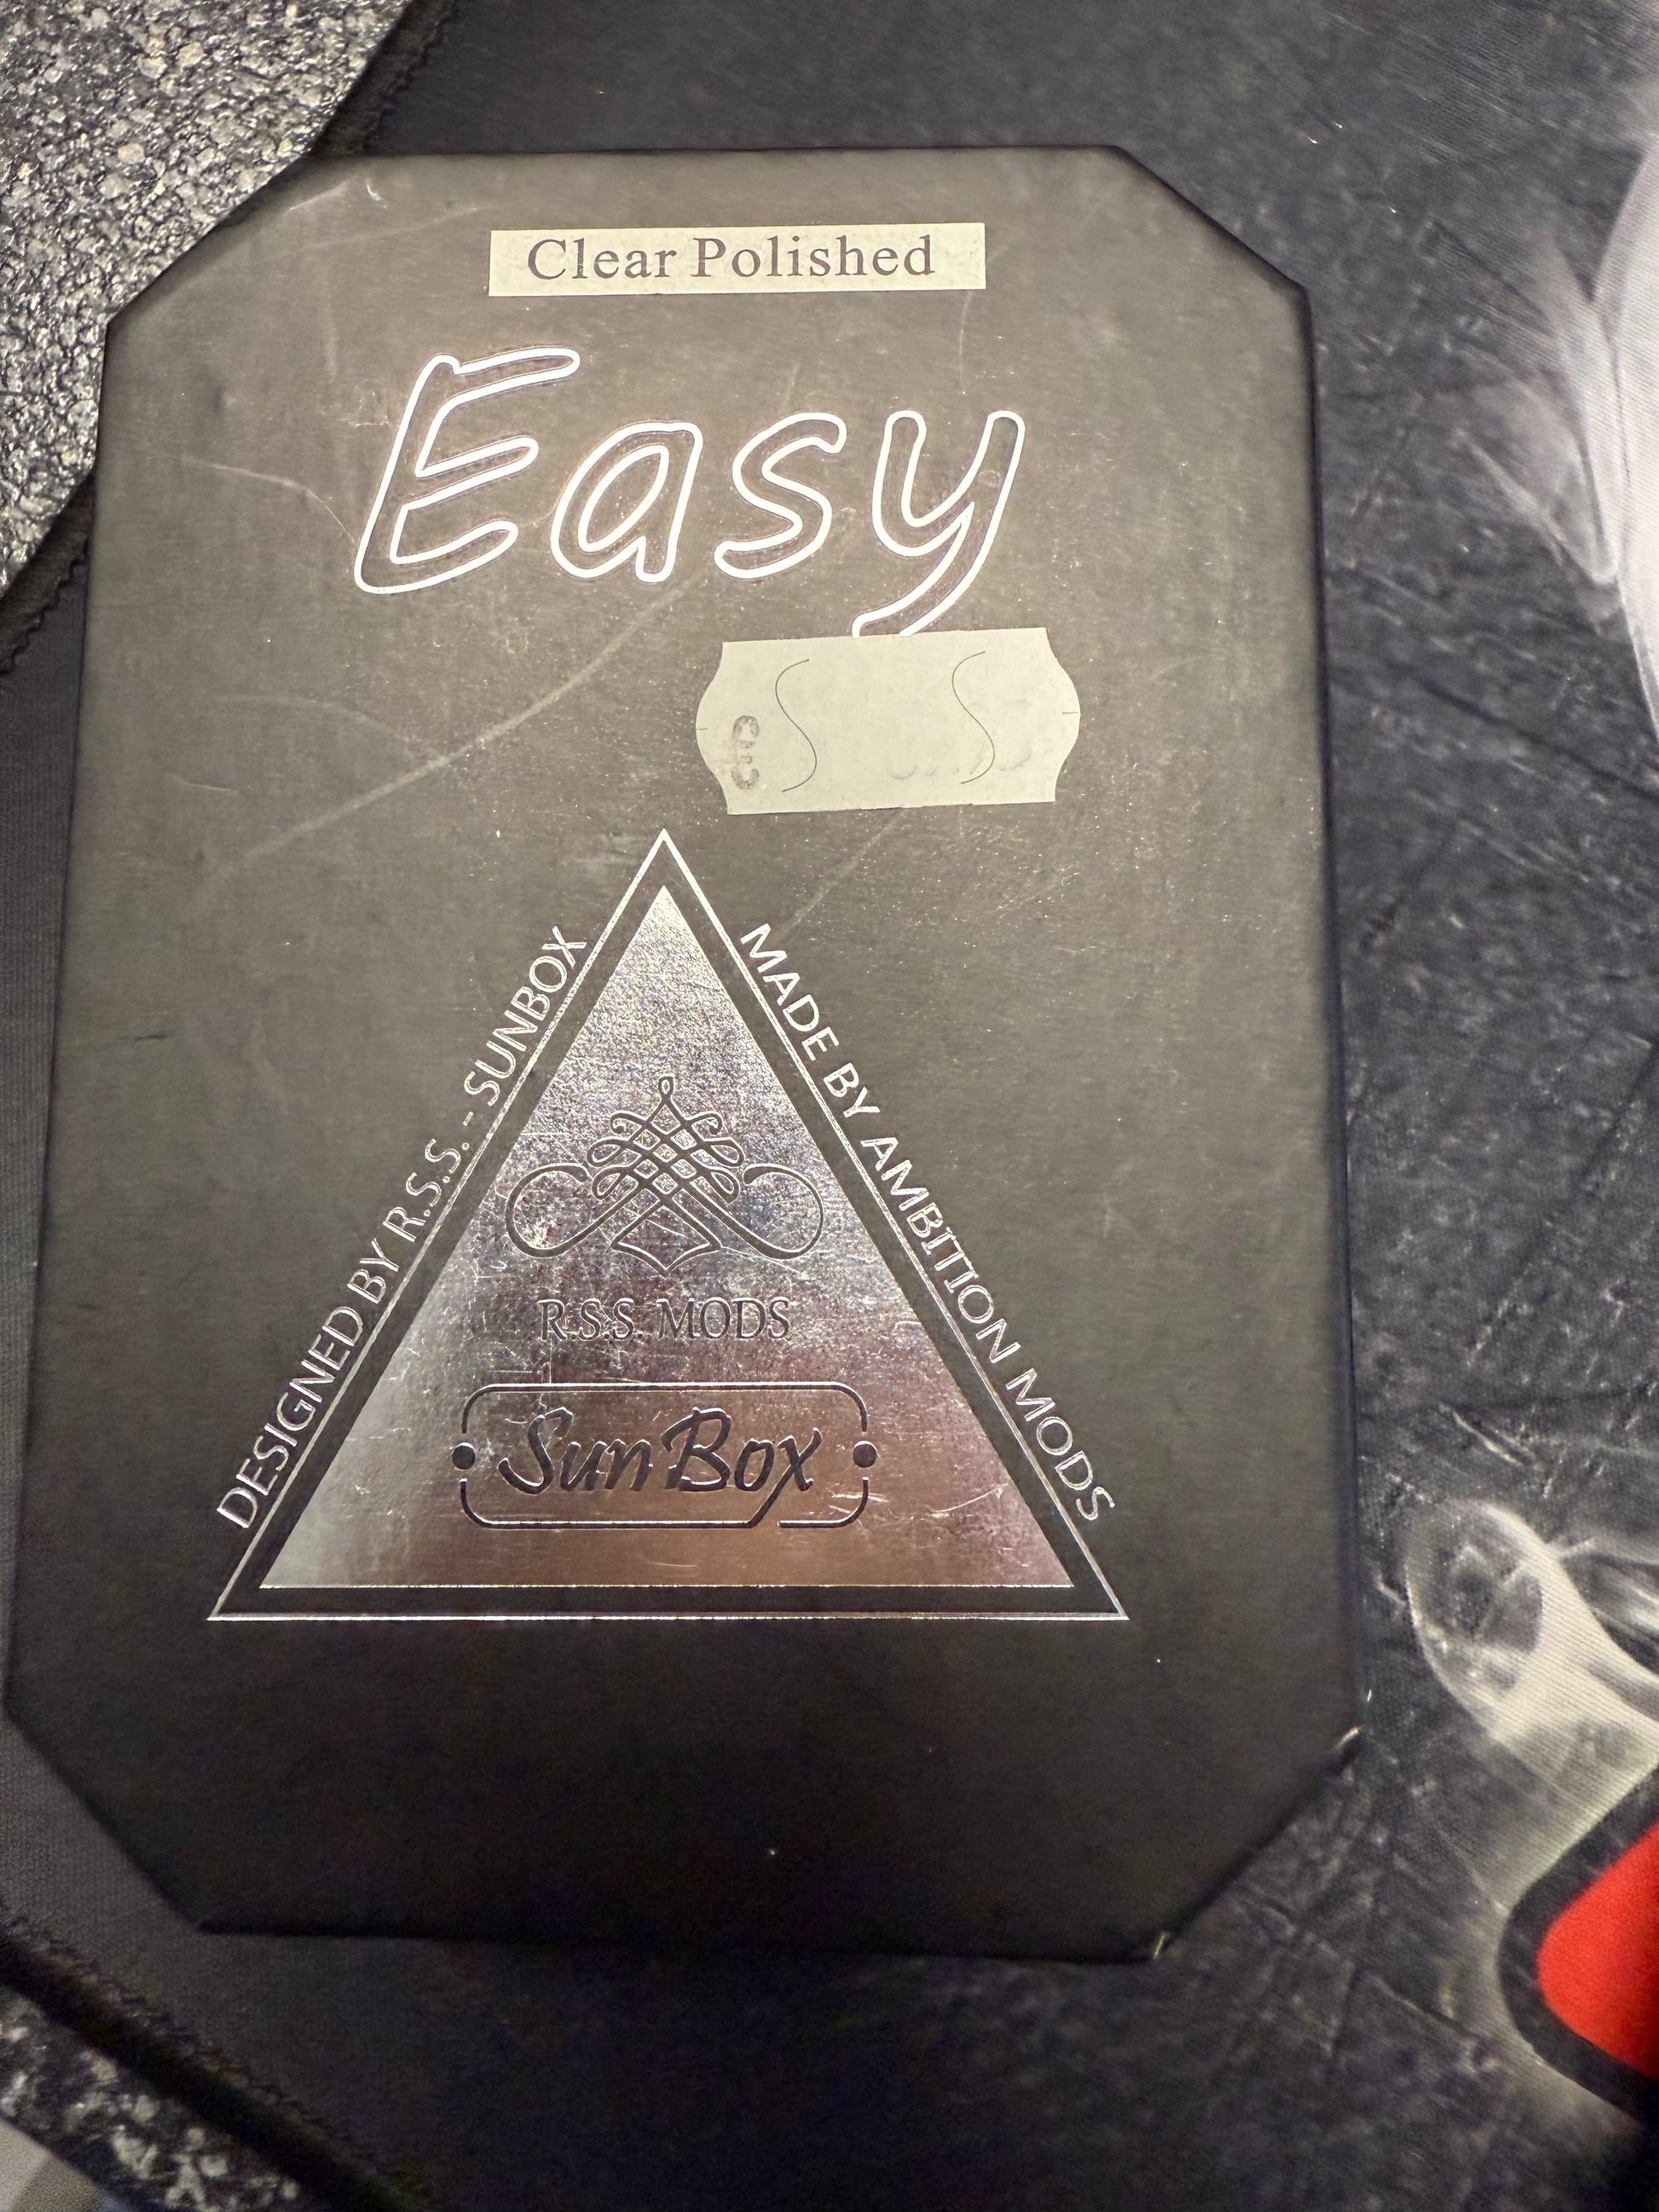 Clear Polished
Easy
DESIGNED BY R.S.S. - SUNBOX
MADE BY AMBITION MODS
R.S.S. MODS
SunBox